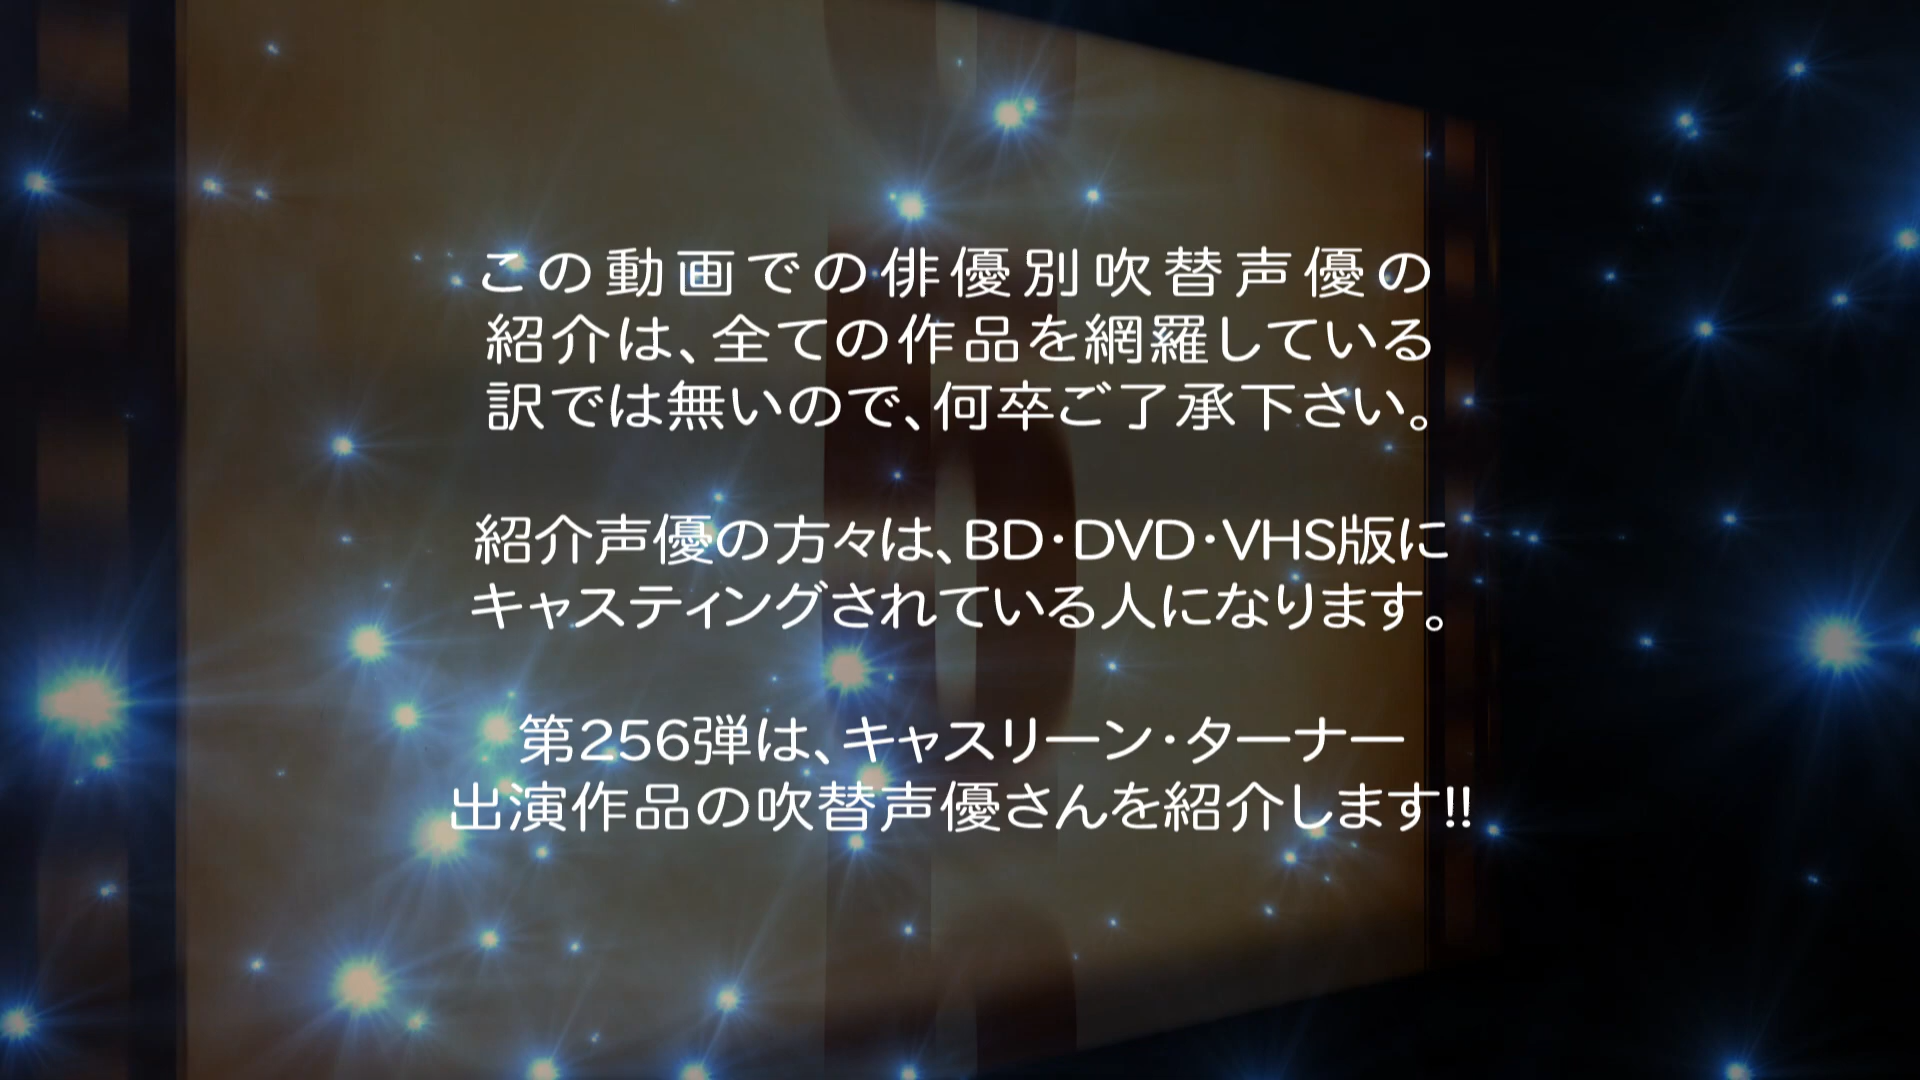 この動画での俳優別吹替声優の
紹介は、全ての作品を網羅している
訳では無いので、何卒ご了承下さい。
紹介声優の方々は、BD・DVD・VHS版に
キャスティングされている人になります。
第256弾は、キャスリーン・ターナー
出演作品の吹替声優さんを紹介します!!